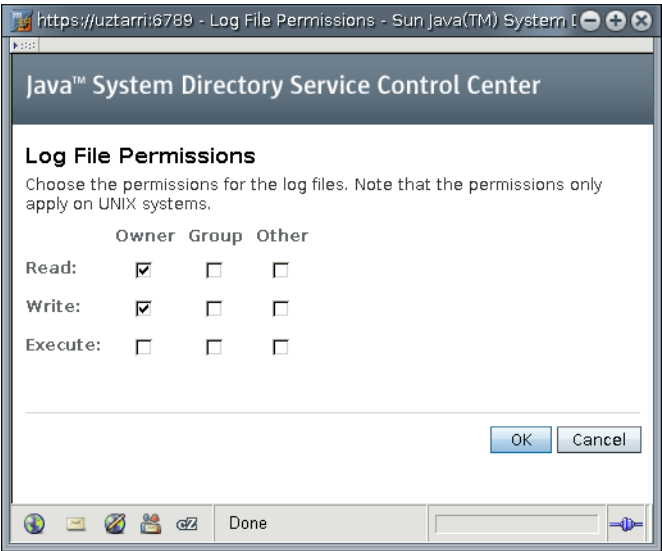 https://uztarri:6789 - Log File Permissions - Sun Java(TM) System D
Java™ System Directory Service Control Center
Log File Permissions
Choose the permissions for the log files. Note that the permissions only
apply on UNIX systems.
Owner Group Other
Read:
Write:
Execute:
OK Cancel
Done